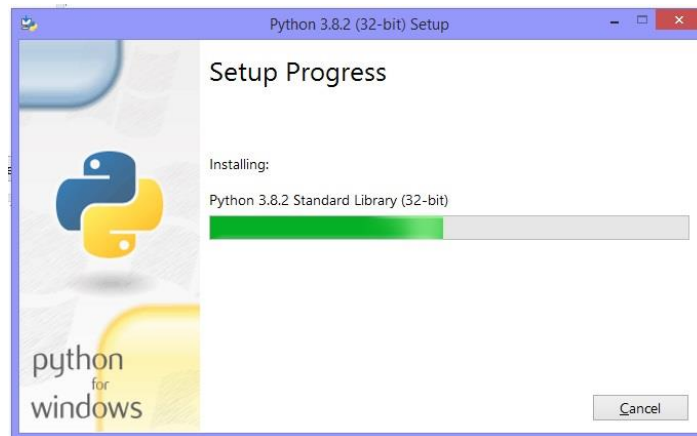 Python 3.8.2 (32-bit) Setup
Setup Progress
Installing:
Python 3.8.2 Standard Library (32-bit)
python
for
windows
Cancel